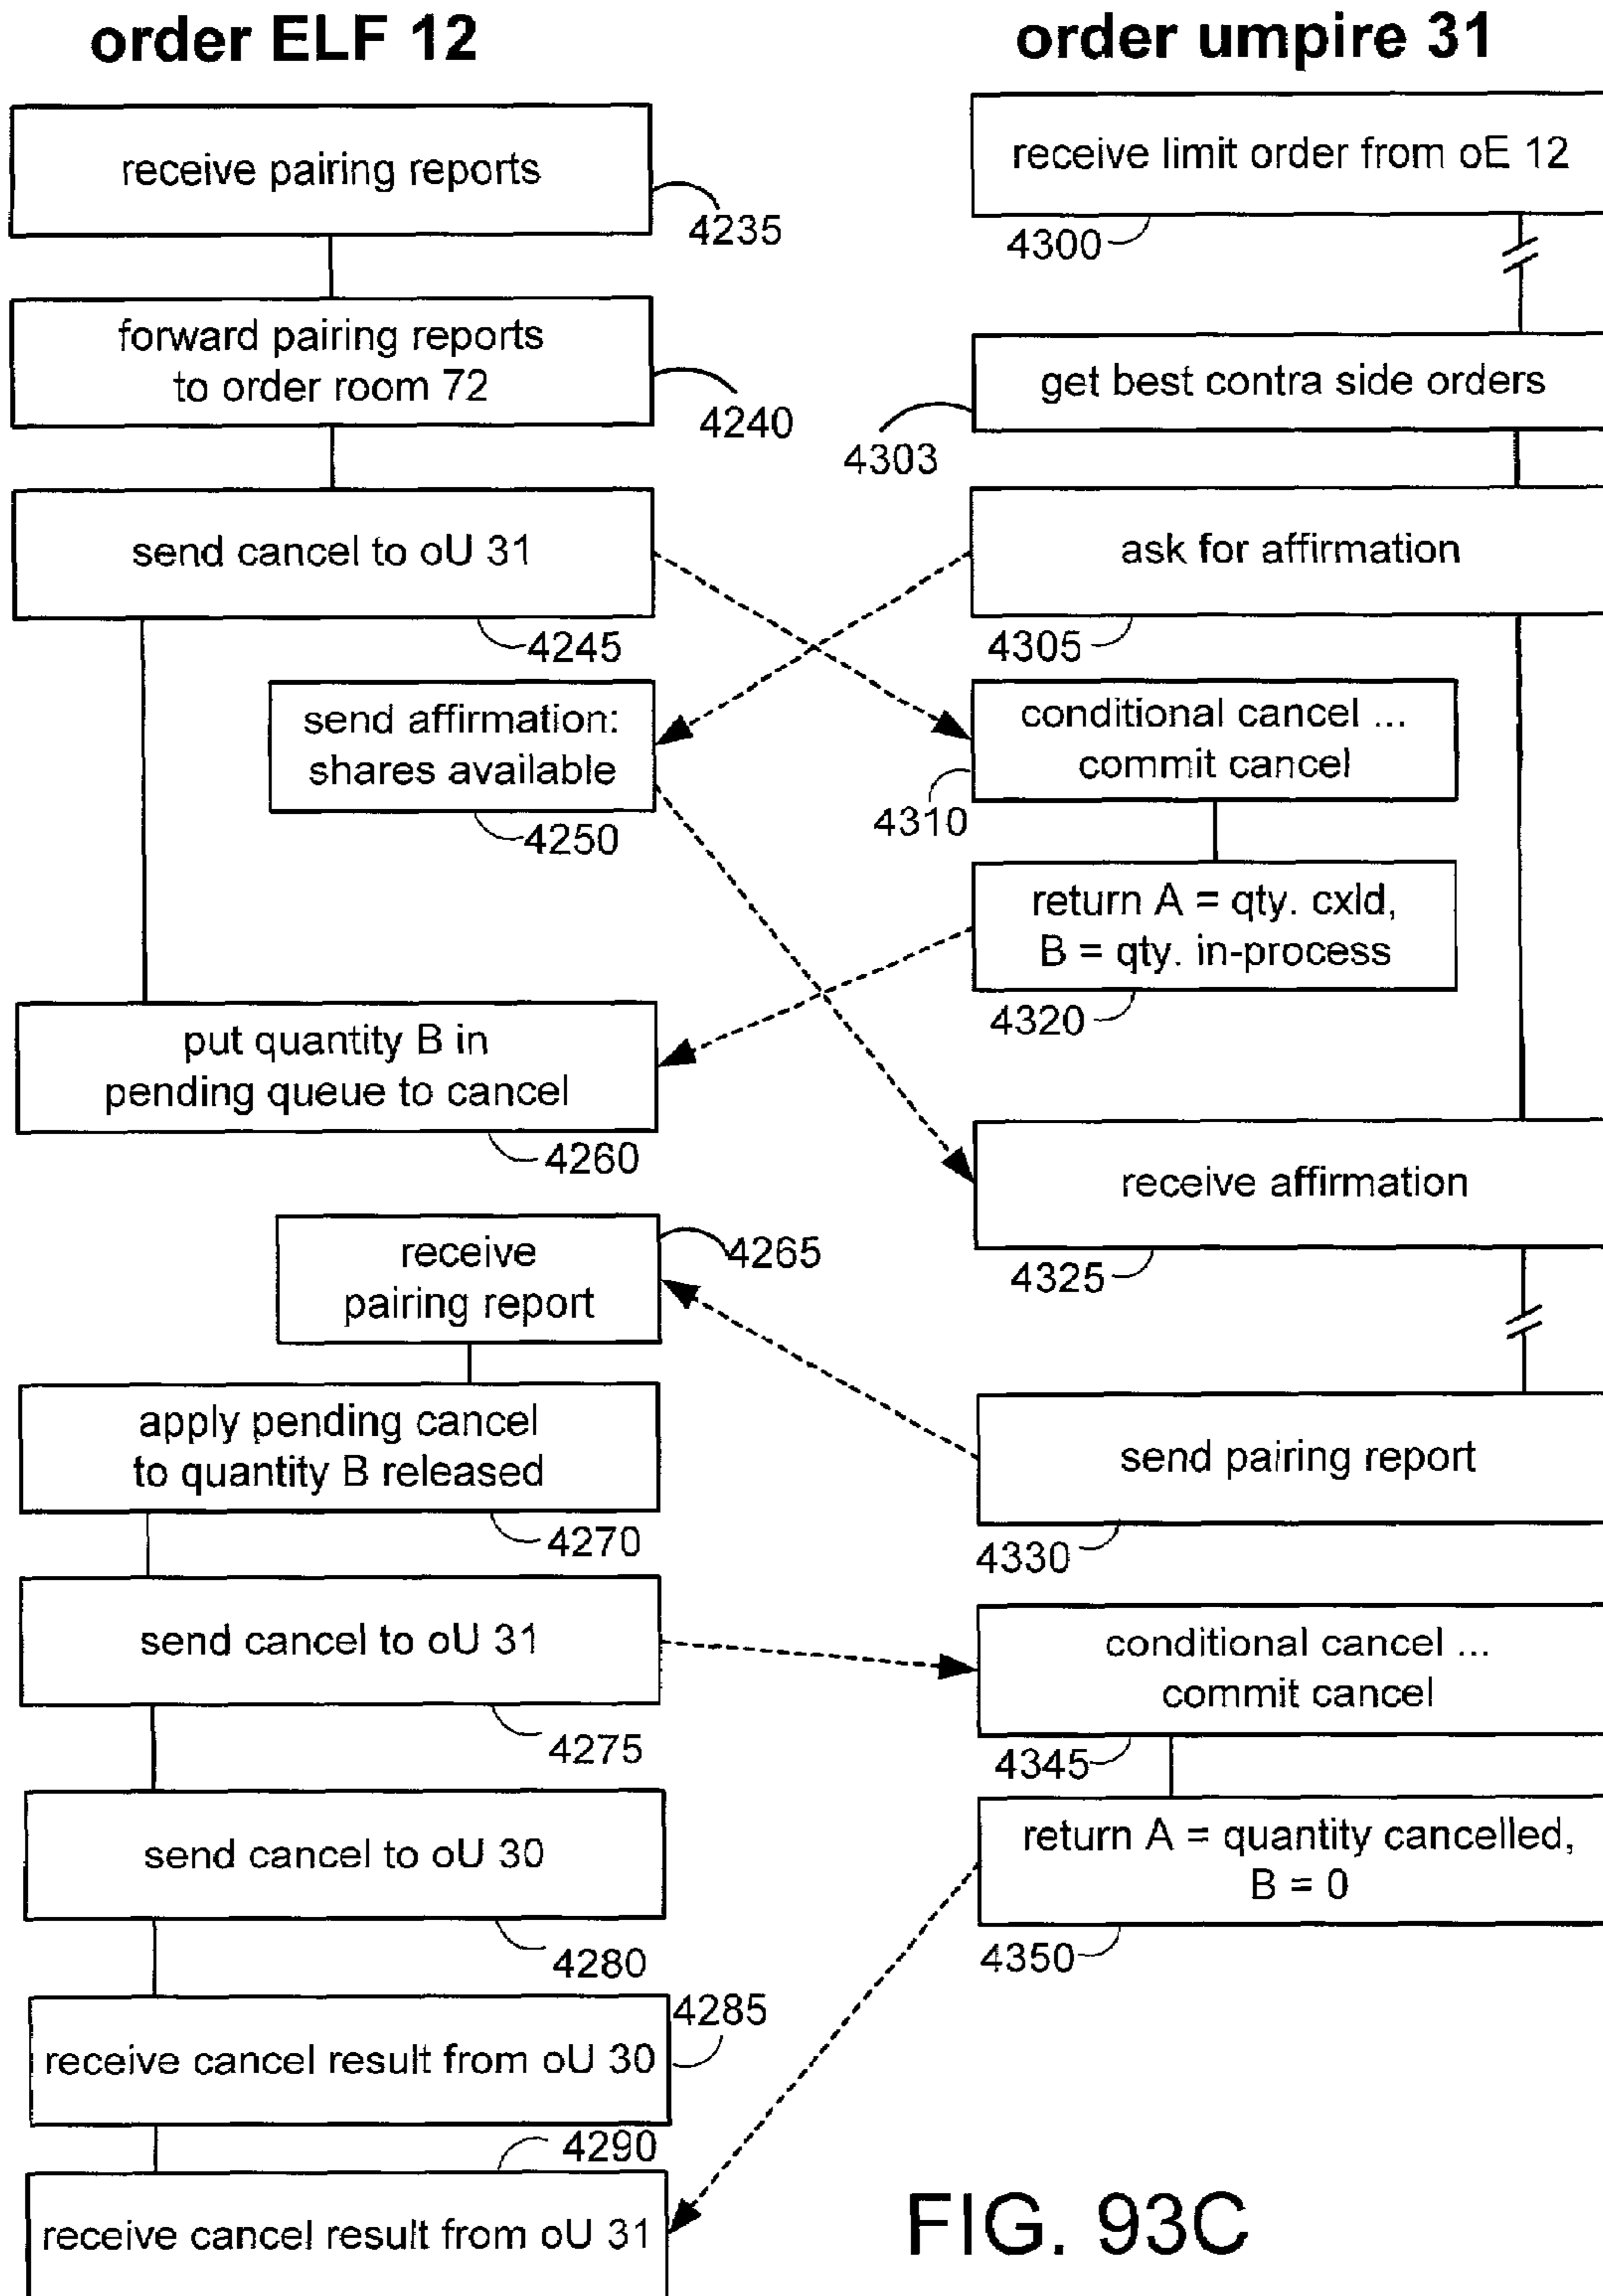 order ELF 12
receive pairing reports
4235
forward pairing reports
to order room 72
4240
send cancel to oU 31
4245
send affirmation:
shares available
4250
put quantity B in
pending queue to cancel
4260
receive
pairing report
4265
apply pending cancel
to quantity B released
4270
send cancel to oU 31
4275
send cancel to oU 30
4280
4285
receive cancel result from oU 30
4290
receive cancel result from oU 31
order umpire 31
receive limit order from oE 12
4300
get best contra side orders
4303
ask for affirmation
4305
conditional cancel ...
commit cancel
4310
return A = qty. cxld,
B = qty. in-process
4320
receive affirmation
4325
send pairing report
4330
conditional cancel ...
commit cancel
4345
return A = quantity cancelled,
B = 0
4350
FIG. 93C